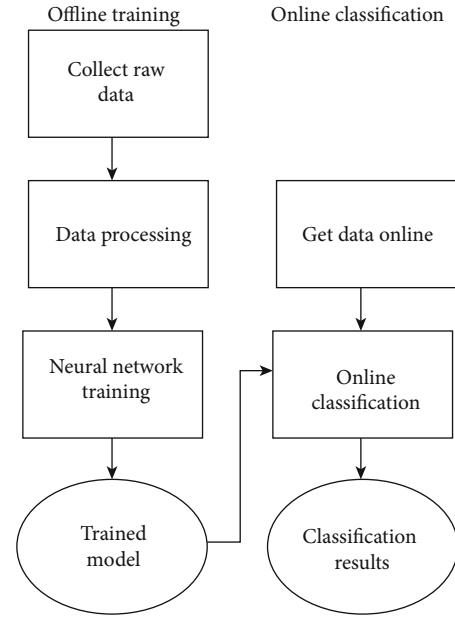 Offline training
Online classification
Collect raw
data
Data processing
Get data online
Neural network
training
Online
classification
Trained
model
Classification
results